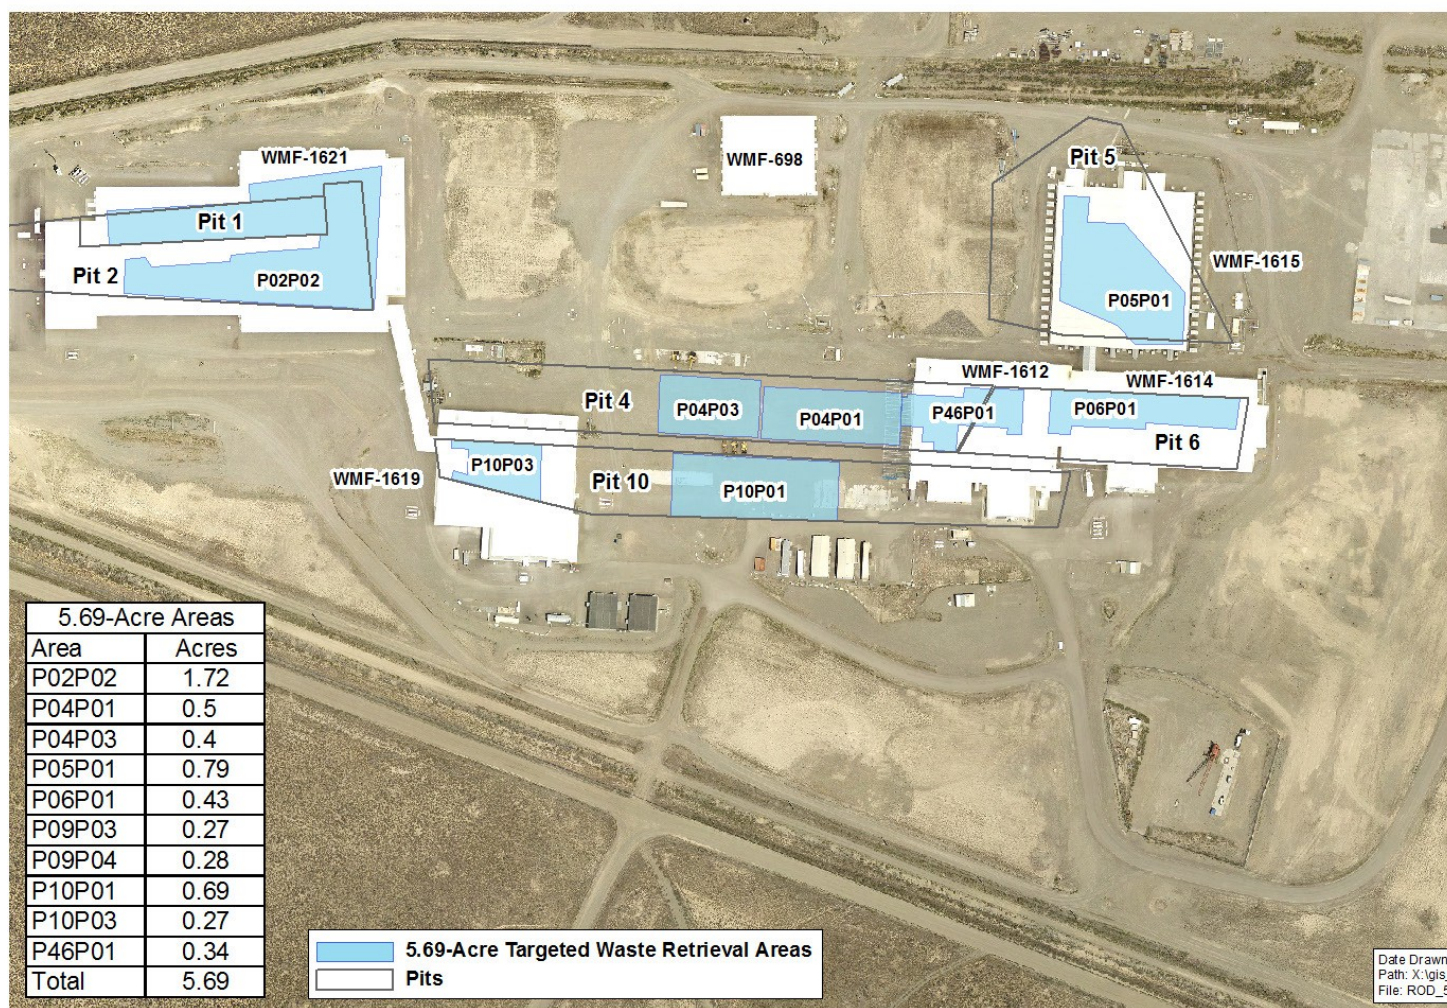 WMF-1621
WMF-698
Pit 5
Pit 1
Pit 2
P02P02
WMF-1615
P05P01
WMF-1612
WMF-1614
Pit 4
P04P03
P04P01
P46P01
P06P01
Pit 6
WMF-1619
P10P03
Pit 10
P10P01
5.69-Acre Areas
Area Acres
P02P02 1.72
P04P01 0.5
P04P03 0.4
P05P01 0.79
P06P01 0.43
P09P03 0.27
P09P04 0.28
P10P01 0.69
P10P03 0.27
P46P01 0.34
Total 5.69
5.69-Acre Targeted Waste Retrieval Areas
Pits
Date Drawn
Path: X:\gis_
File: ROD_5